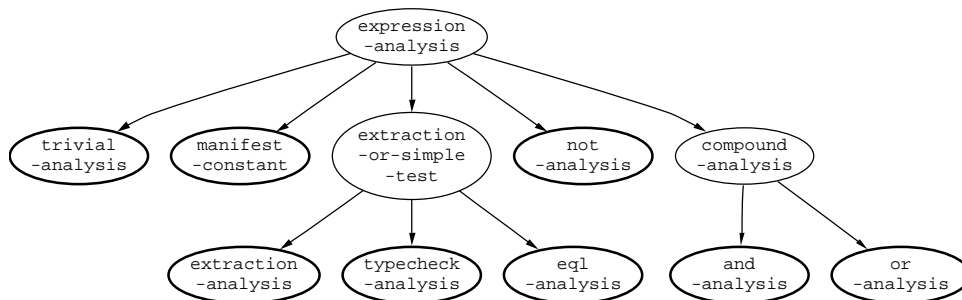 expression
-analysis
trivial
-analysis
manifest
-constant
extraction
-or-simple
-test
not
-analysis
compound
-analysis
extraction
-analysis
typecheck
-analysis
eql
-analysis
and
-analysis
or
-analysis